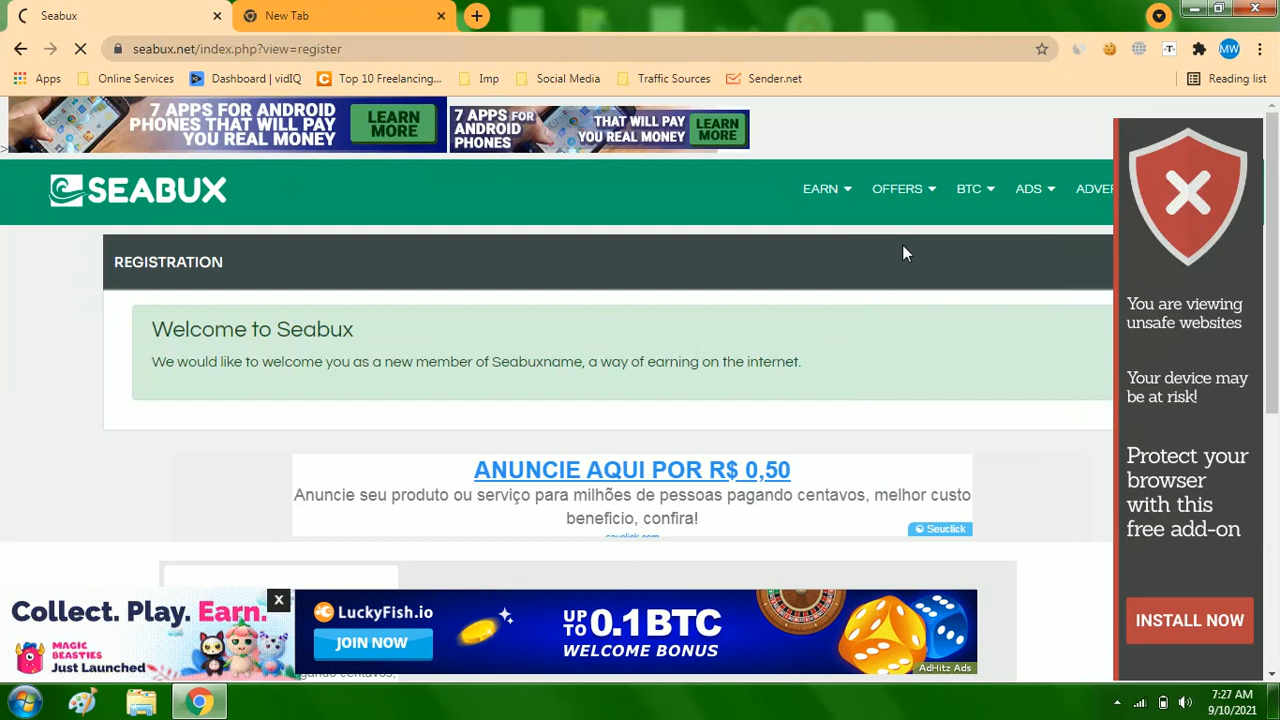 Seabux
New Tab
seabux.net/index.php?view=register
MW
Apps
Online Services
Dashboard | vidIQ
Top 10 Freelancing...
Imp
Social Media
Traffic Sources
Sender.net
Reading list
7 APPS FOR ANDROID
PHONES THAT WILL PAY
YOU REAL MONEY
LEARN
MORE
7 APPS FOR
ANDROID
PHONES
THAT WILL PAY
YOU REAL MONEY
LEARN
MORE
SEABUX
EARN
OFFERS
BTC
ADS
ADVER
REGISTRATION
Welcome to Seabux
We would like to welcome you as a new member of Seabuxname, a way of earning on the internet.
ANUNCIE AQUI POR R$ 0,50
Anuncie seu produto ou serviço para milhões de pessoas pagando centavos, melhor custo
beneficio, confira!
seuclick.com
Seuclick
You are viewing
unsafe websites
Your device may
be at risk!
Protect your
browser
with this
free add-on
INSTALL NOW
Collect. Play. Earn.
MAGIC
BEASTIES
Just Launched
X
LuckyFish.io
JOIN NOW
UP
TO 0.1 BTC
WELCOME BONUS
AdHitz Ads
7:27 AM
9/10/2021